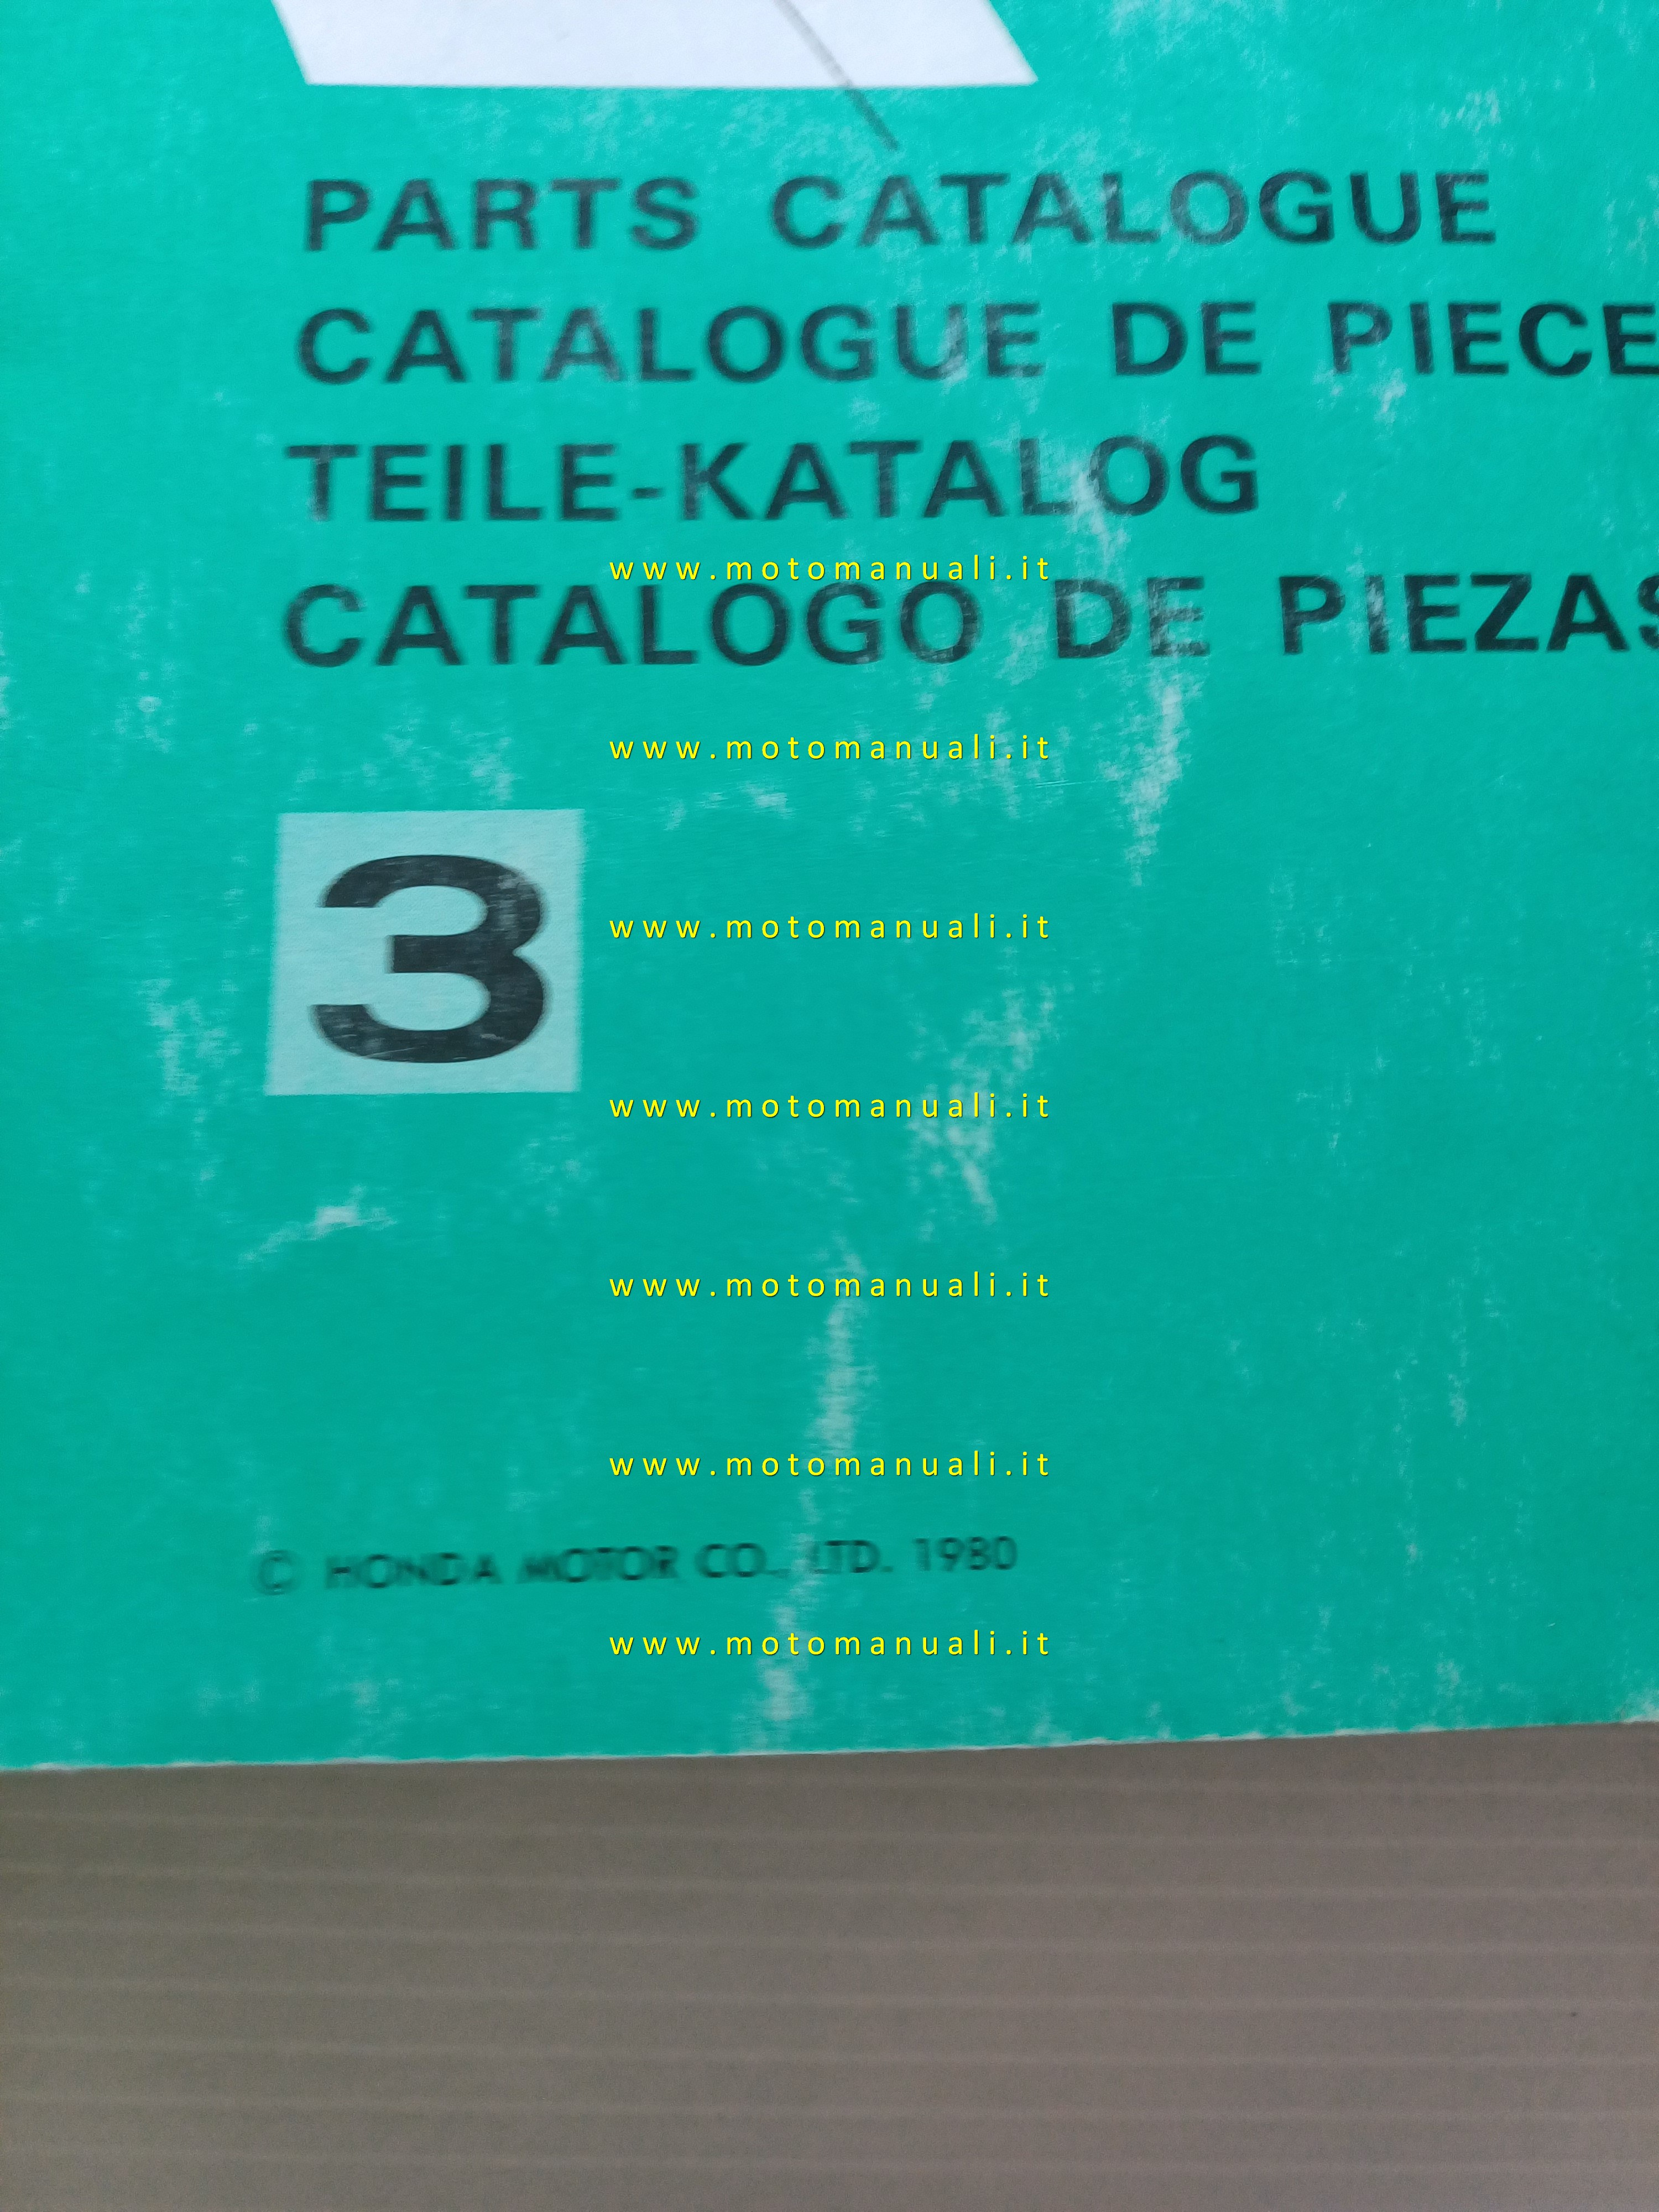 PARTS CATALOGUE
CATALOGUE DE PIECE
TEILE-KATALOG
www.motomanuali.it
CATALOGO DE PIEZAS
www.motomanuali.it
3
www.motomanuali.it
www.motomanuali.it
www.motomanuali.it
www.motomanuali.it
© HONDA MOTOR CO., LTD. 1980
www.motomanuali.it